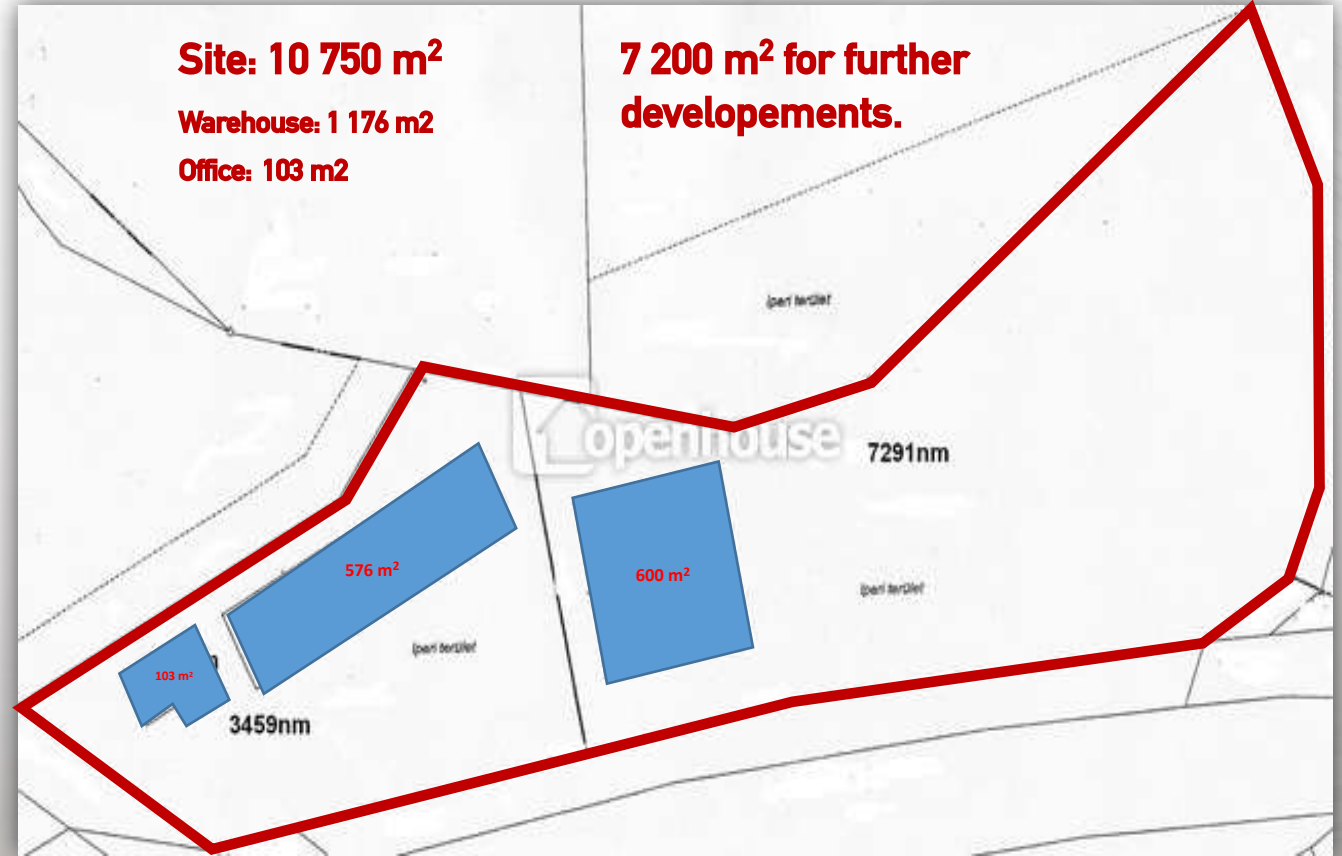 Site: 10 750 m²
Warehouse: 1 176 m2
Office: 103 m2
7 200 m² for further
developements.
Ipari terület
openhouse
7291nm
576 m²
600 m²
Ipari terület
Ipari terület
103 m²
3459nm